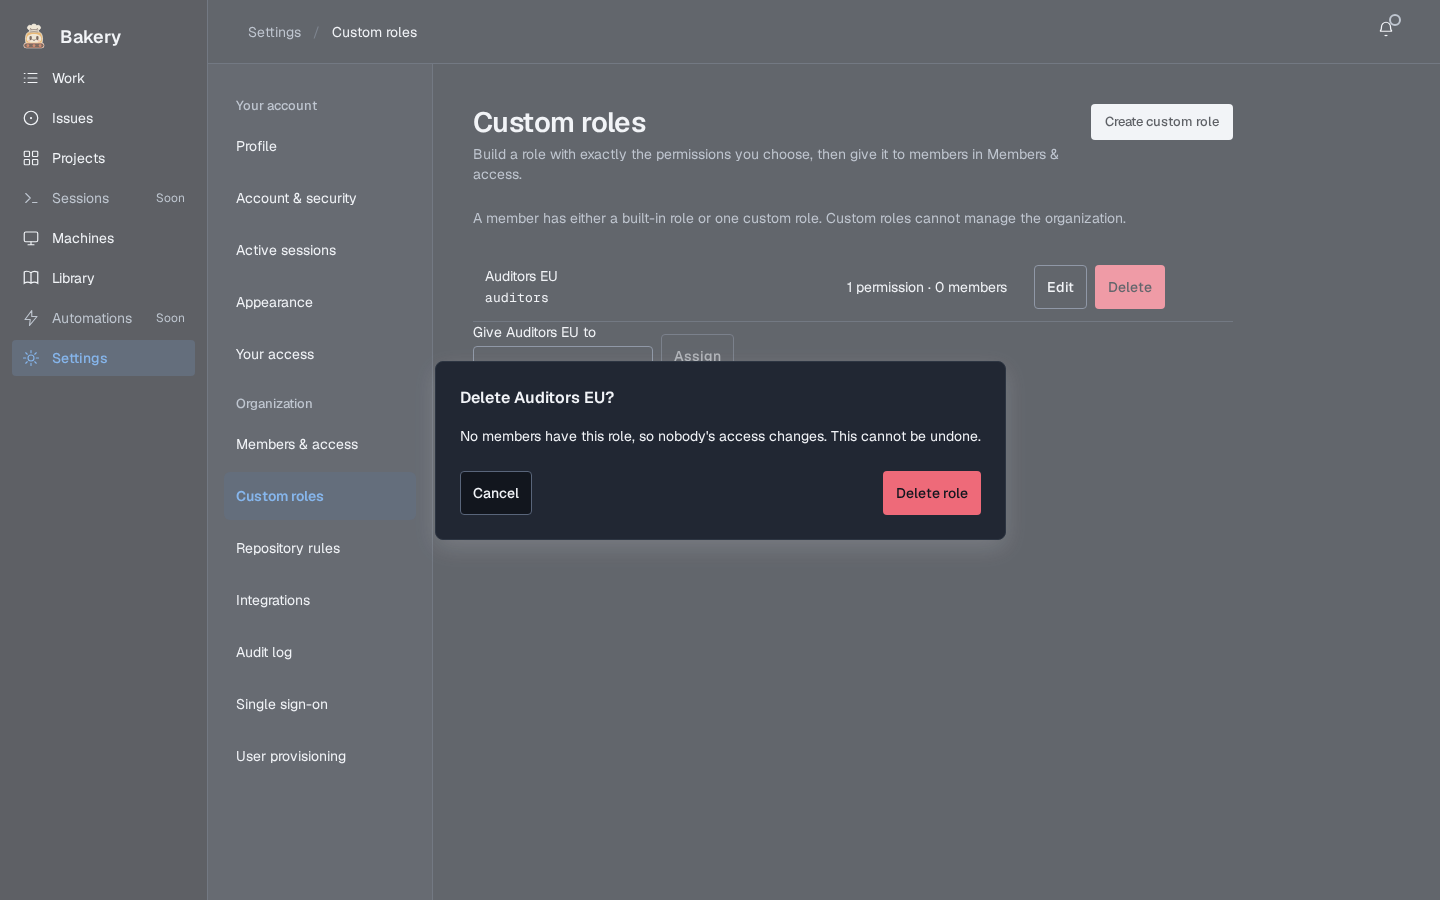 Bakery
Work
Issues
Projects
Sessions Soon
Machines
Library
Automations Soon
Settings
Settings / Custom roles
Your account
Profile
Account & security
Active sessions
Appearance
Your access
Organization
Members & access
Custom roles
Repository rules
Integrations
Audit log
Single sign-on
User provisioning
Custom roles
Create custom role
Build a role with exactly the permissions you choose, then give it to members in Members &
access.
A member has either a built-in role or one custom role. Custom roles cannot manage the organization.
Auditors EU
auditors
1 permission · 0 members
Edit
Delete
Give Auditors EU to
Assign
Delete Auditors EU?
No members have this role, so nobody's access changes. This cannot be undone.
Cancel
Delete role